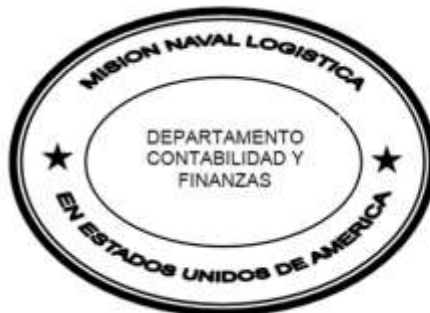 MISION NAVAL LOGISTICA
DEPARTAMENTO
CONTABILIDAD Y
FINANZAS
EN ESTADOS UNIDOS DE AMERICA